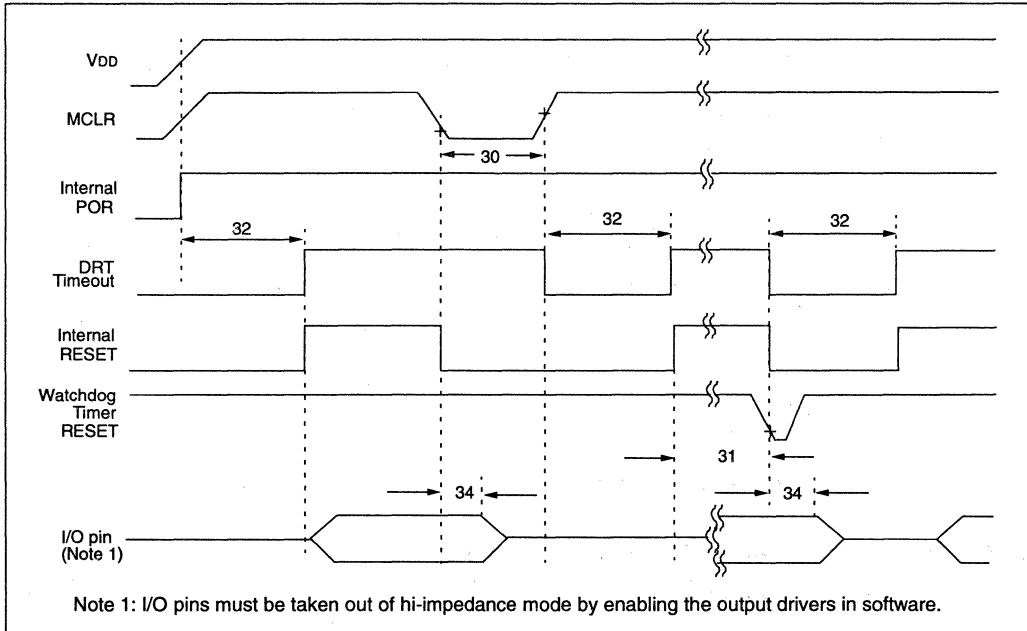 VDD
MCLR
30
Internal
POR
32
32
32
DRT
Timeout
Internal
RESET
Watchdog
Timer
RESET
31
34
34
I/O pin
(Note 1)
Note 1: I/O pins must be taken out of hi-impedance mode by enabling the output drivers in software.